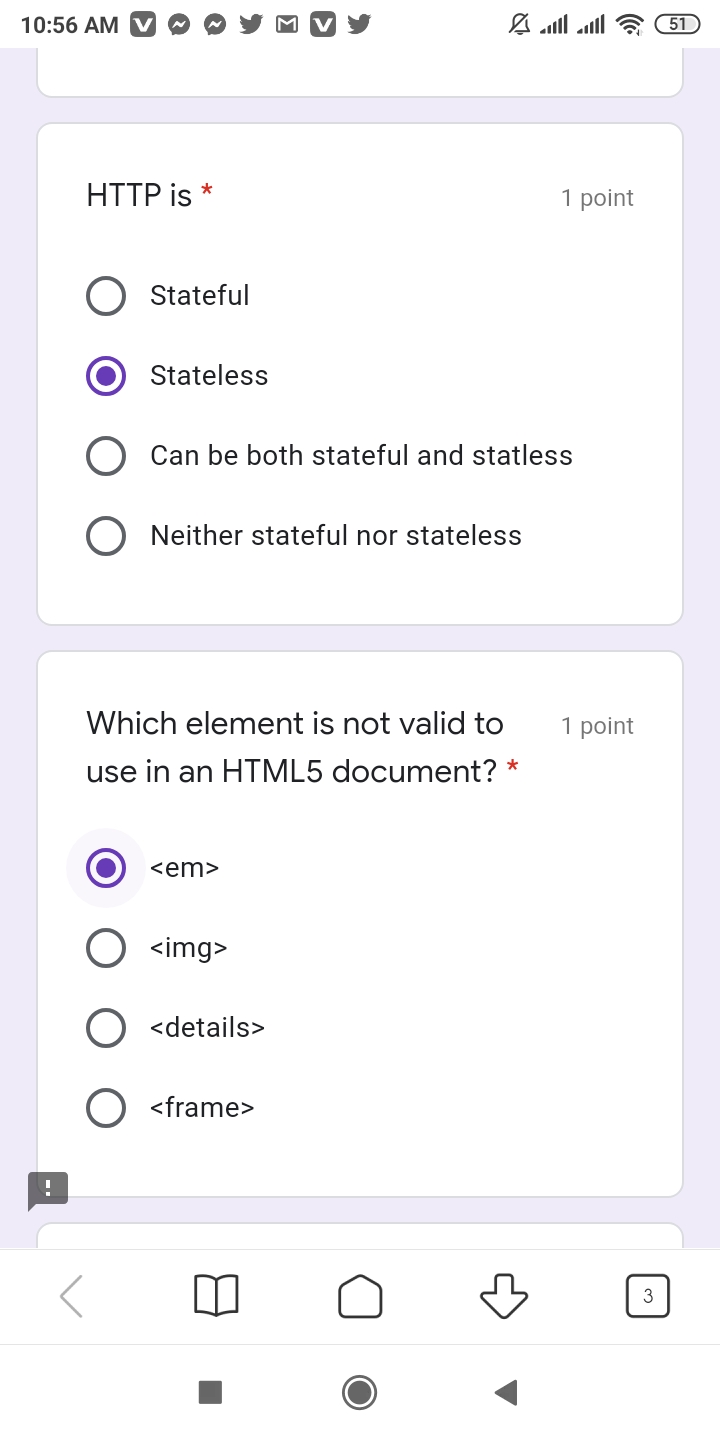 10:56 AM
51
HTTP is *
1 point
Stateful
Stateless
Can be both stateful and statless
Neither stateful nor stateless
Which element is not valid to
use in an HTML5 document? *
1 point
<em>
<img>
<details>
<frame>
3